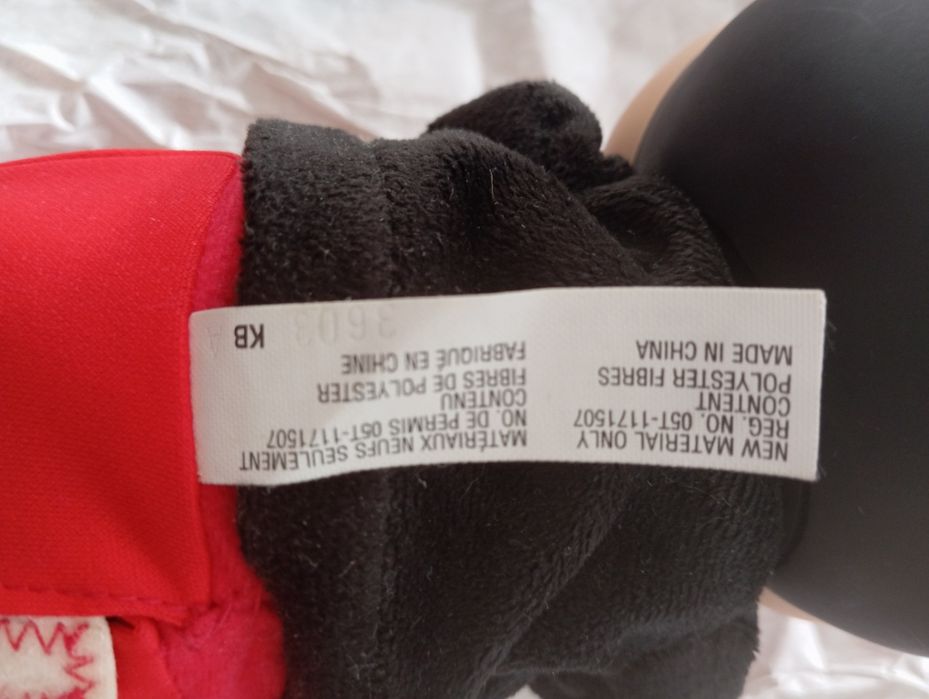 NEW MATERIAL ONLY
REG. NO. 05T-1171507
CONTENT
POLYESTER FIBRES
MADE IN CHINA
MATÉRIAUX NEUFS SEULEMENT
NO. DE PERMIS 05T-1171507
CONTENU
FIBRES DE POLYESTER
FABRIQUÉ EN CHINE
KB